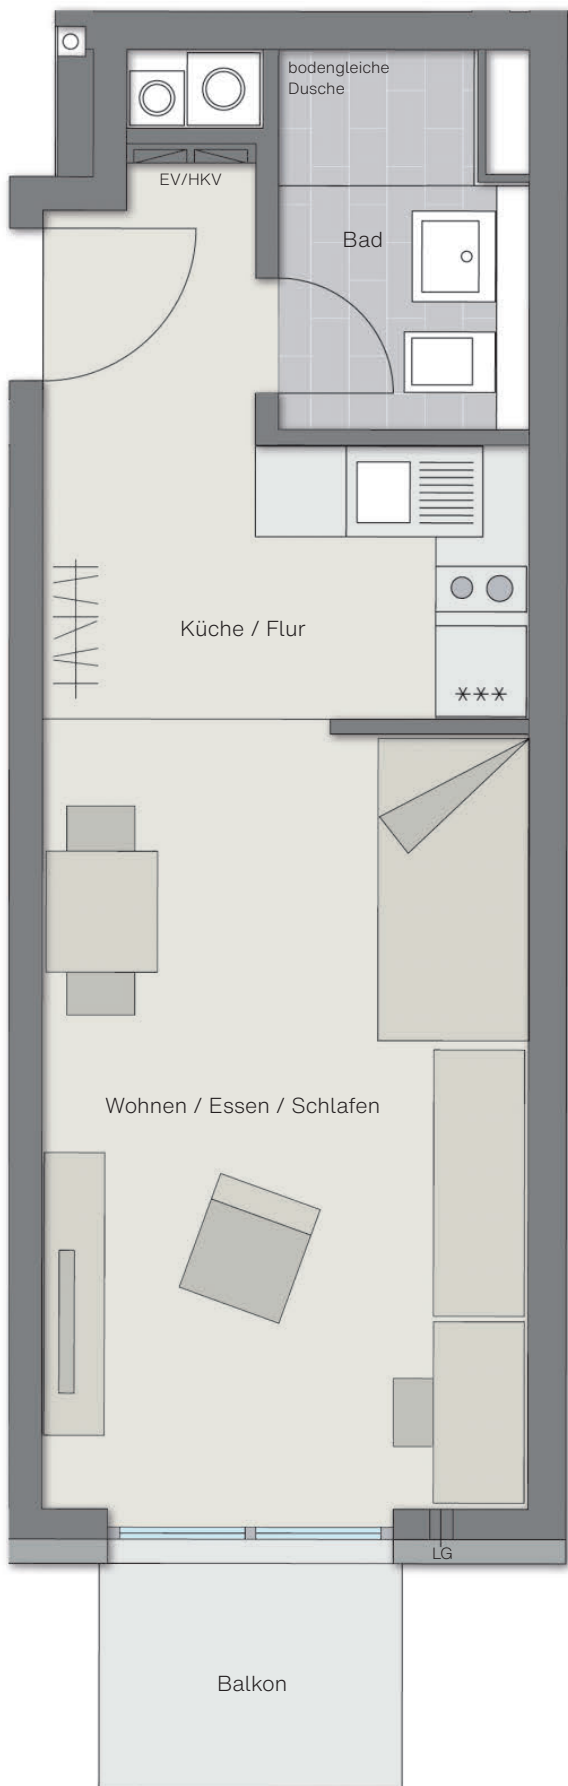 bodengleiche
Dusche
EV/HKV
Bad
Küche / Flur
Wohnen / Essen / Schlafen
LG
Balkon